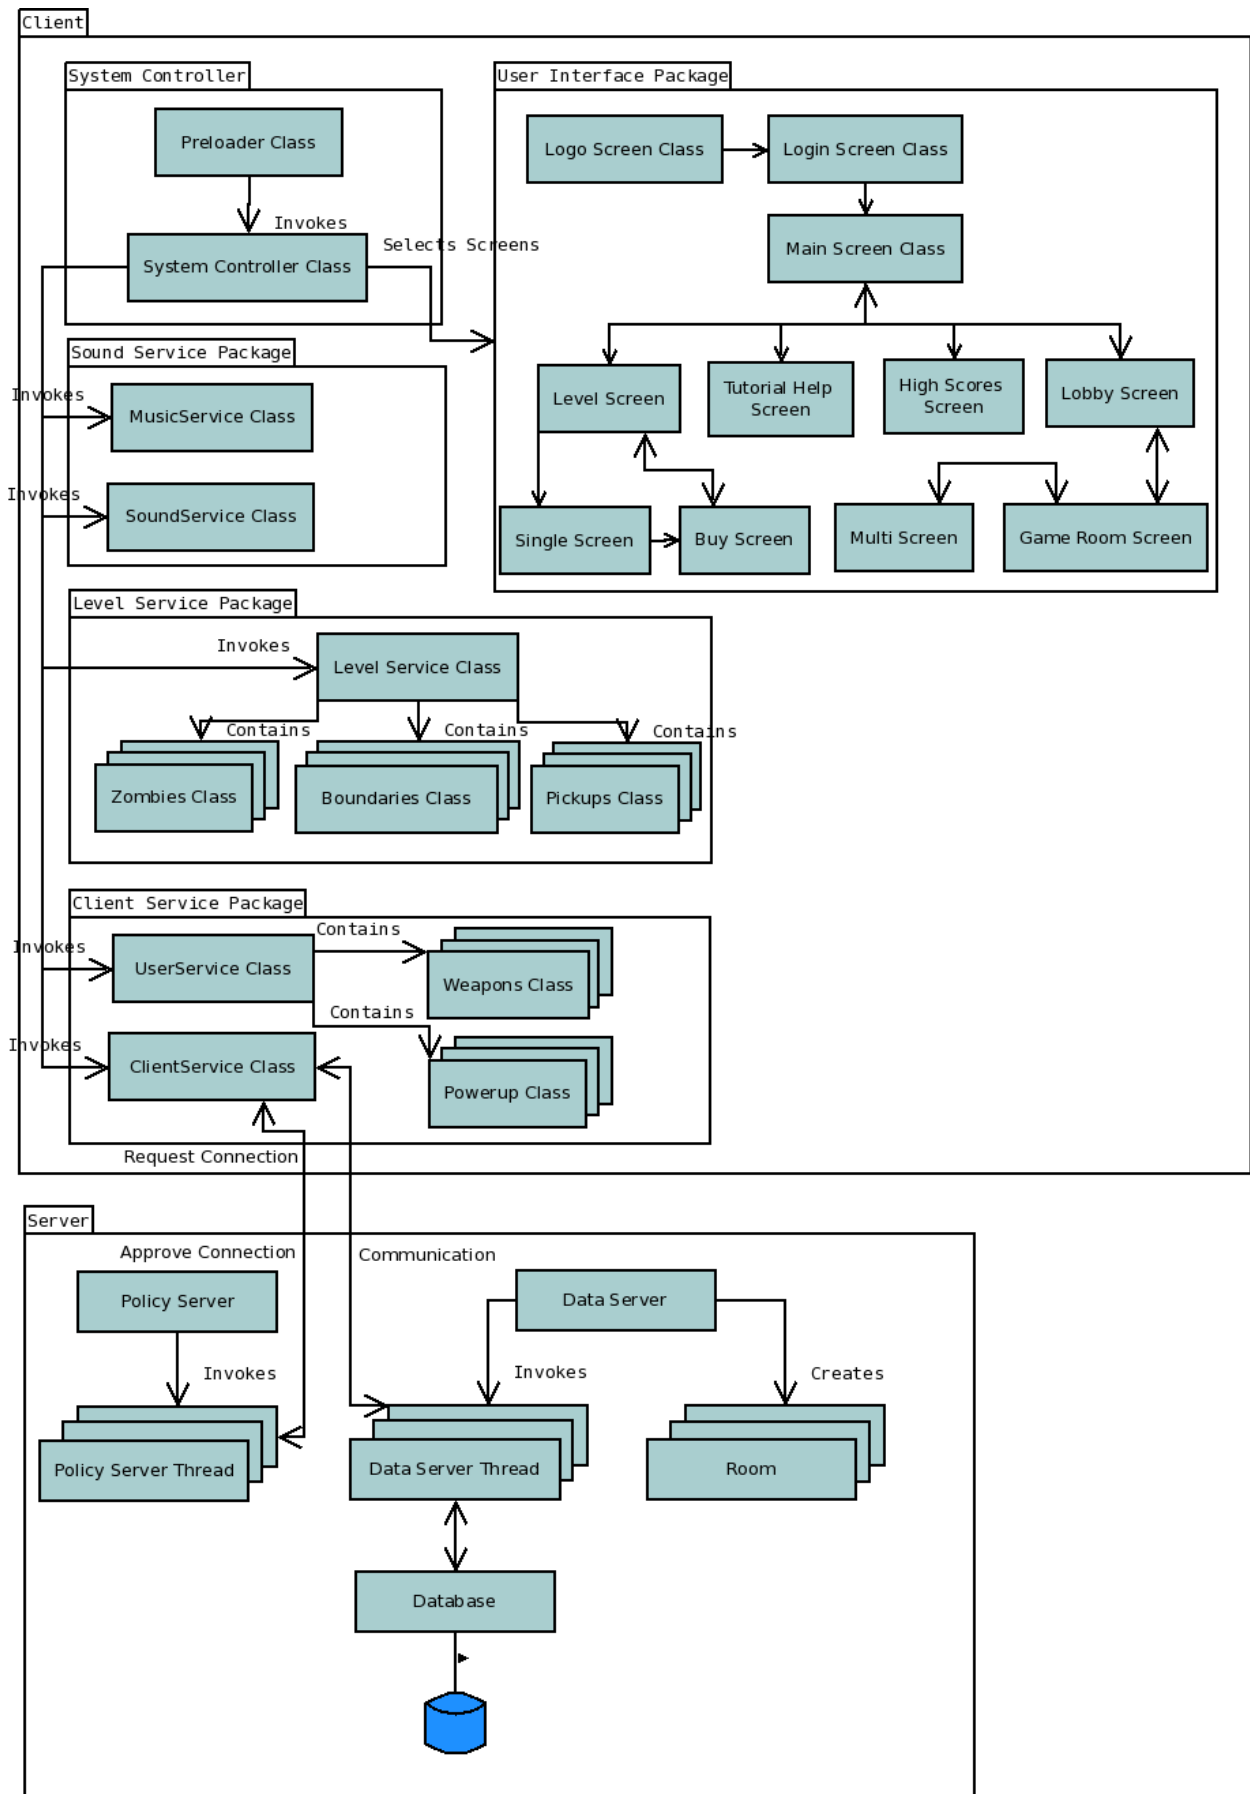 Client
System Controller
User Interface Package
Preloader Class
Logo Screen Class
Login Screen Class
Invokes
Selects Screens
Main Screen Class
System Controller Class
Sound Service Package
Level Screen
Tutorial Help
Screen
High Scores
Screen
Lobby Screen
Invokes
MusicService Class
Invokes
SoundService Class
Single Screen
Buy Screen
Multi Screen
Game Room Screen
Level Service Package
Invokes
Level Service Class
Contains
Contains
Contains
Zombies Class
Boundaries Class
Pickups Class
Client Service Package
Contains
Invokes
UserService Class
Weapons Class
Contains
Invokes
ClientService Class
Powerup Class
Request Connection
Server
Approve Connection
Communication
Policy Server
Data Server
Invokes
Invokes
Creates
Policy Server Thread
Data Server Thread
Room
Database